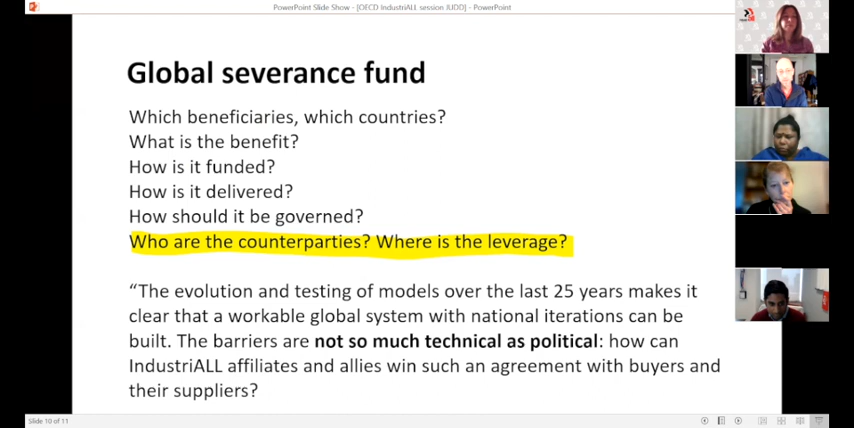 PowerPoint Slide Show - [OECD IndustriALL session JUDD] - PowerPoint
Global severance fund
Which beneficiaries, which countries?
What is the benefit?
How is it funded?
How is it delivered?
How should it be governed?
Who are the counterparties? Where is the leverage?
“The evolution and testing of models over the last 25 years makes it
clear that a workable global system with national iterations can be
built. The barriers are not so much technical as political: how can
IndustriALL affiliates and allies win such an agreement with buyers and
their suppliers?
Slide 10 of 11